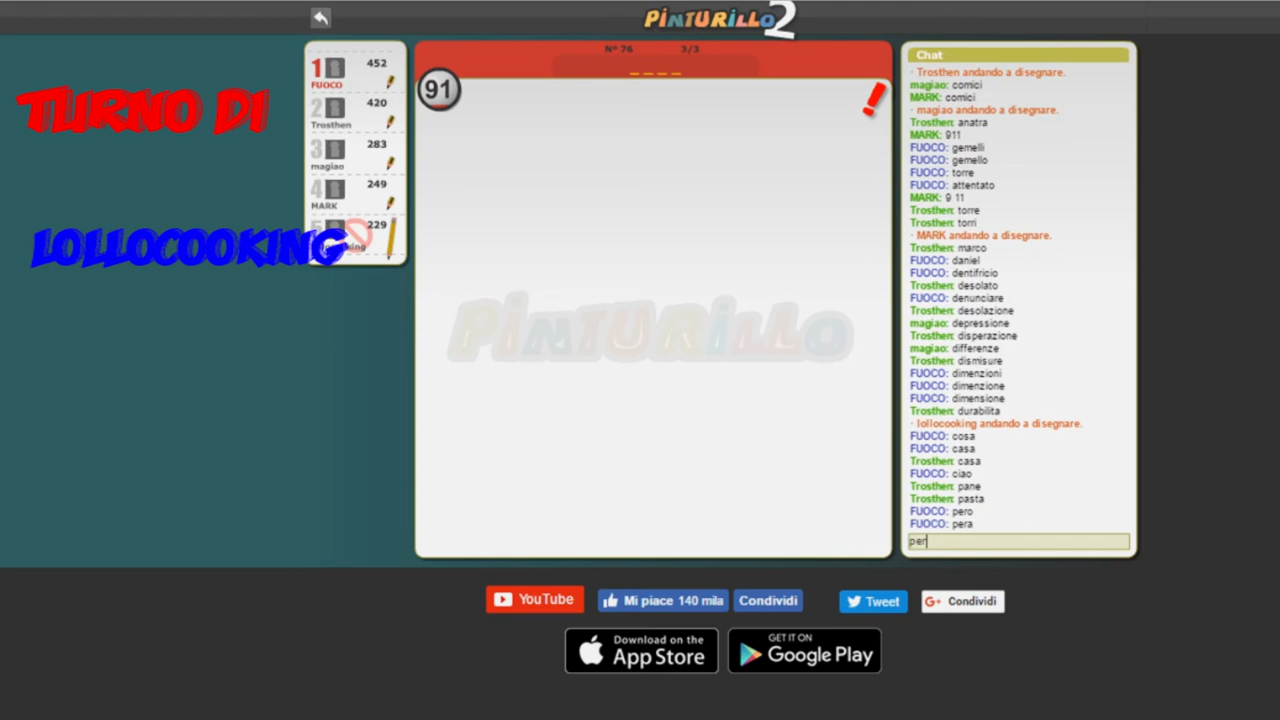 PINTURILLO 2
TURNO DI
LOLLOCOOKING
1 452
FUOCO
2 420
Trosthen
3 283
magiao
4 249
MARK
229
Nº 76 3/3
_ _ _ _
91
!
PINTURILLO
Chat
· Trosthen andando a disegnare.
magiao: comici
MARK: comici
· magiao andando a disegnare.
Trosthen: anatra
MARK: 911
FUOCO: gemelli
FUOCO: gemello
FUOCO: torre
FUOCO: attentato
MARK: 9 11
Trosthen: torre
Trosthen: torri
· MARK andando a disegnare.
Trosthen: marco
FUOCO: daniel
FUOCO: dentifricio
Trosthen: desolato
FUOCO: denunciare
Trosthen: desolazione
magiao: depressione
Trosthen: disperazione
magiao: differenze
Trosthen: dismisure
FUOCO: dimenzioni
FUOCO: dimenzione
FUOCO: dimensione
Trosthen: durabilita
· lollocooking andando a disegnare.
FUOCO: cosa
FUOCO: casa
Trosthen: casa
FUOCO: ciao
Trosthen: pane
Trosthen: pasta
FUOCO: pero
FUOCO: pera
per
YouTube
Mi piace 140 mila
Condividi
Tweet
G+ Condividi
Download on the
App Store
GET IT ON
Google Play